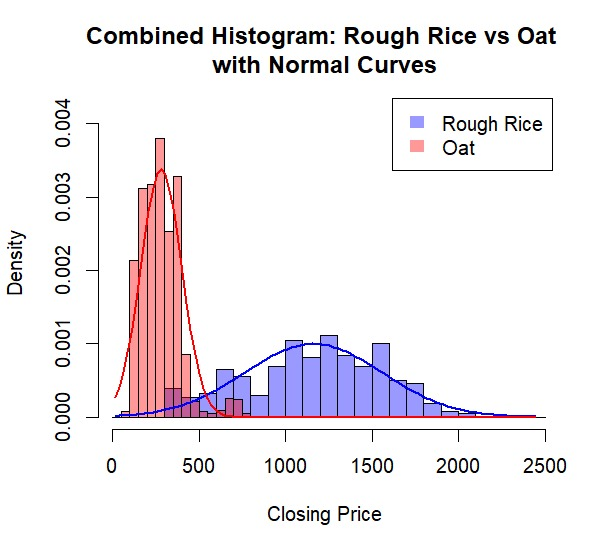 Combined Histogram: Rough Rice vs Oat
with Normal Curves
Rough Rice
Oat
Density
0.004
0.003
0.002
0.001
0.000
0 500 1000 1500 2000 2500
Closing Price